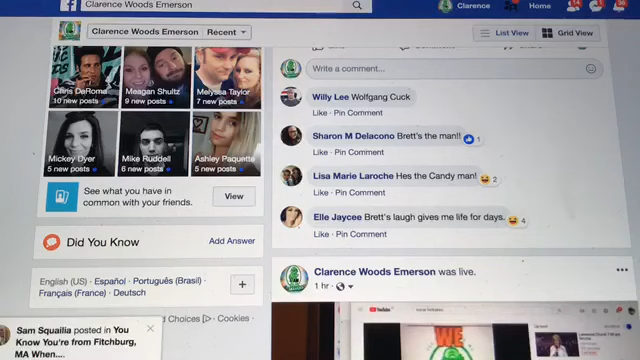 Clarence Woods Emerson
Clarence
Home
Clarence Woods Emerson
Recent
List View
Grid View
Chris DeRoma
10 new posts
Meagan Shultz
9 new posts
Melyssa Taylor
7 new posts
Mickey Dyer
5 new posts
Mike Ruddell
6 new posts
Ashley Paquette
5 new posts
See what you have in
common with your friends.
View
Did You Know
Add Answer
English (US) · Español · Português (Brasil) ·
Français (France) · Deutsch
+
d Choices · Cookies ·
Sam Squailia posted in You
Know You're from Fitchburg,
MA When....
Write a comment...
Willy Lee Wolfgang Cuck
Like · Pin Comment
Sharon M Delacono Brett's the man!! 1
Like · Pin Comment
Lisa Marie Laroche Hes the Candy man! 2
Like · Pin Comment
Elle Jaycee Brett's laugh gives me life for days. 4
Like · Pin Comment
Clarence Woods Emerson was live.
1 hr ·
YouTube
WE